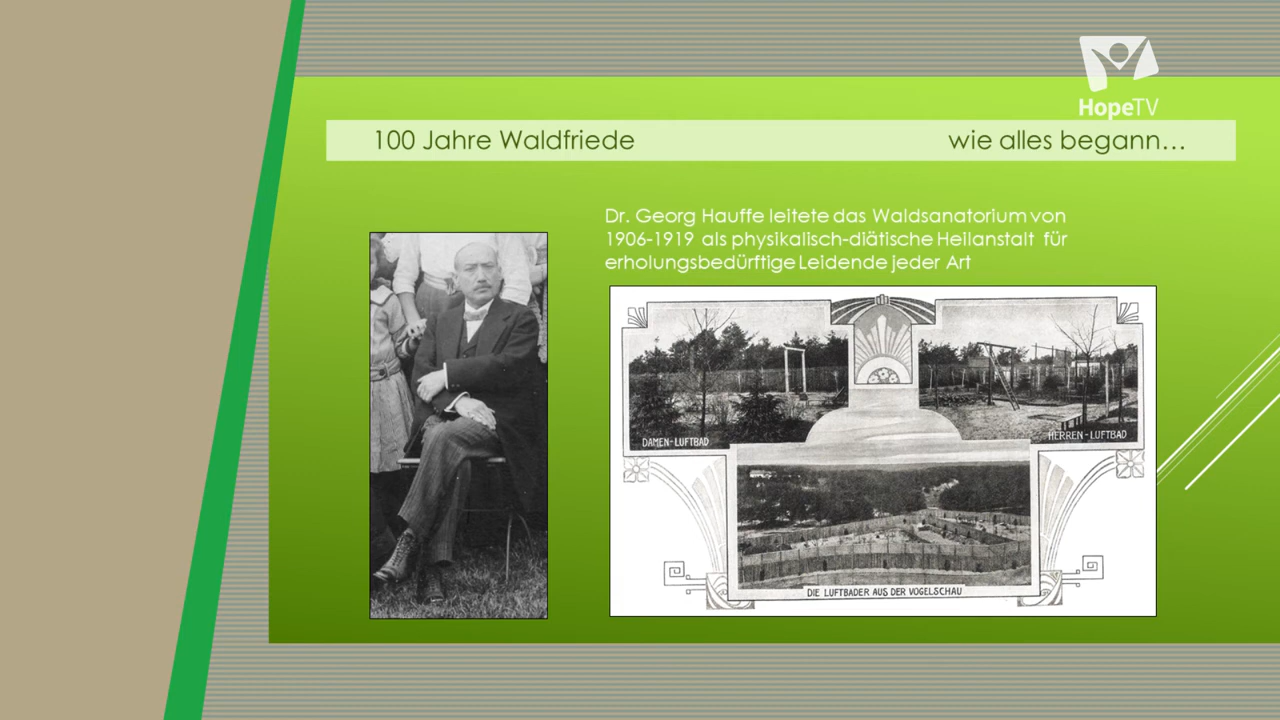 HopeTV
100 Jahre Waldfriede wie alles begann...
Dr. Georg Hauffe leitete das Waldsanatorium von
1906-1919 als physikalisch-diätische Heilanstalt für
erholungsbedürftige Leidende jeder Art
DAMEN-LUFTBAD
HERREN-LUFTBAD
DIE LUFTBADER AUS DER VOGELSCHAU